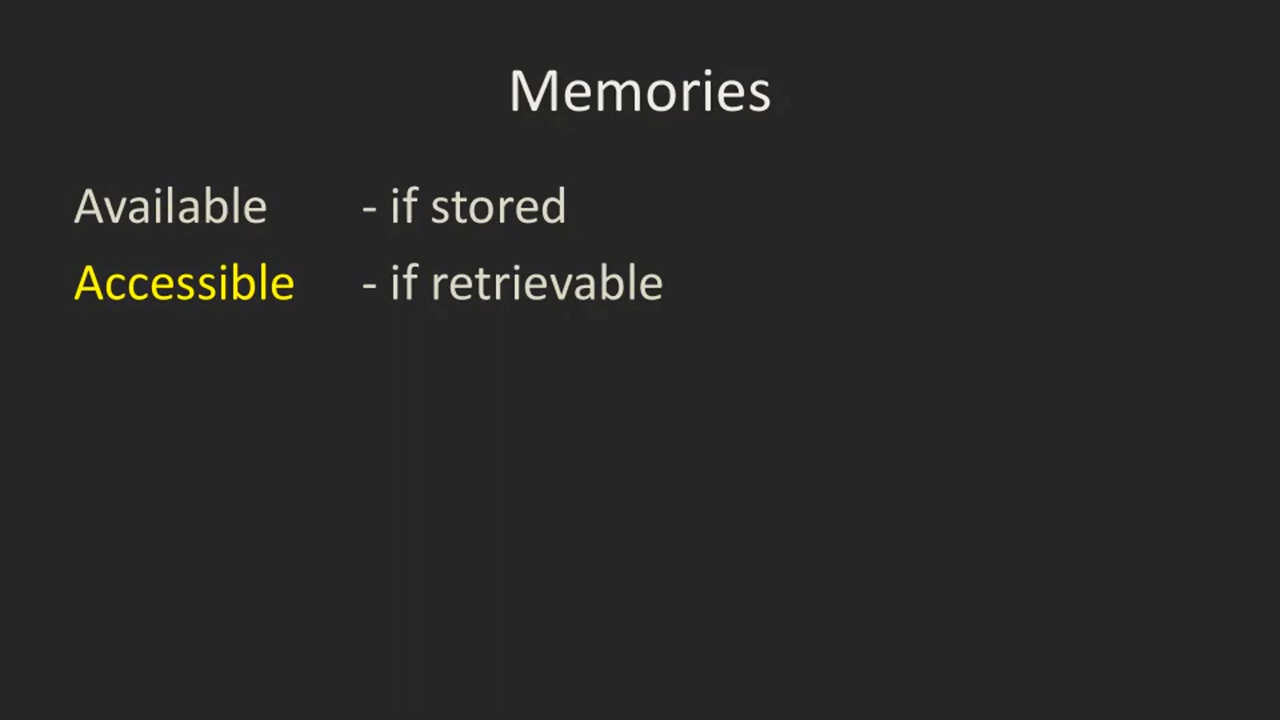 Memories
Available - if stored
Accessible - if retrievable